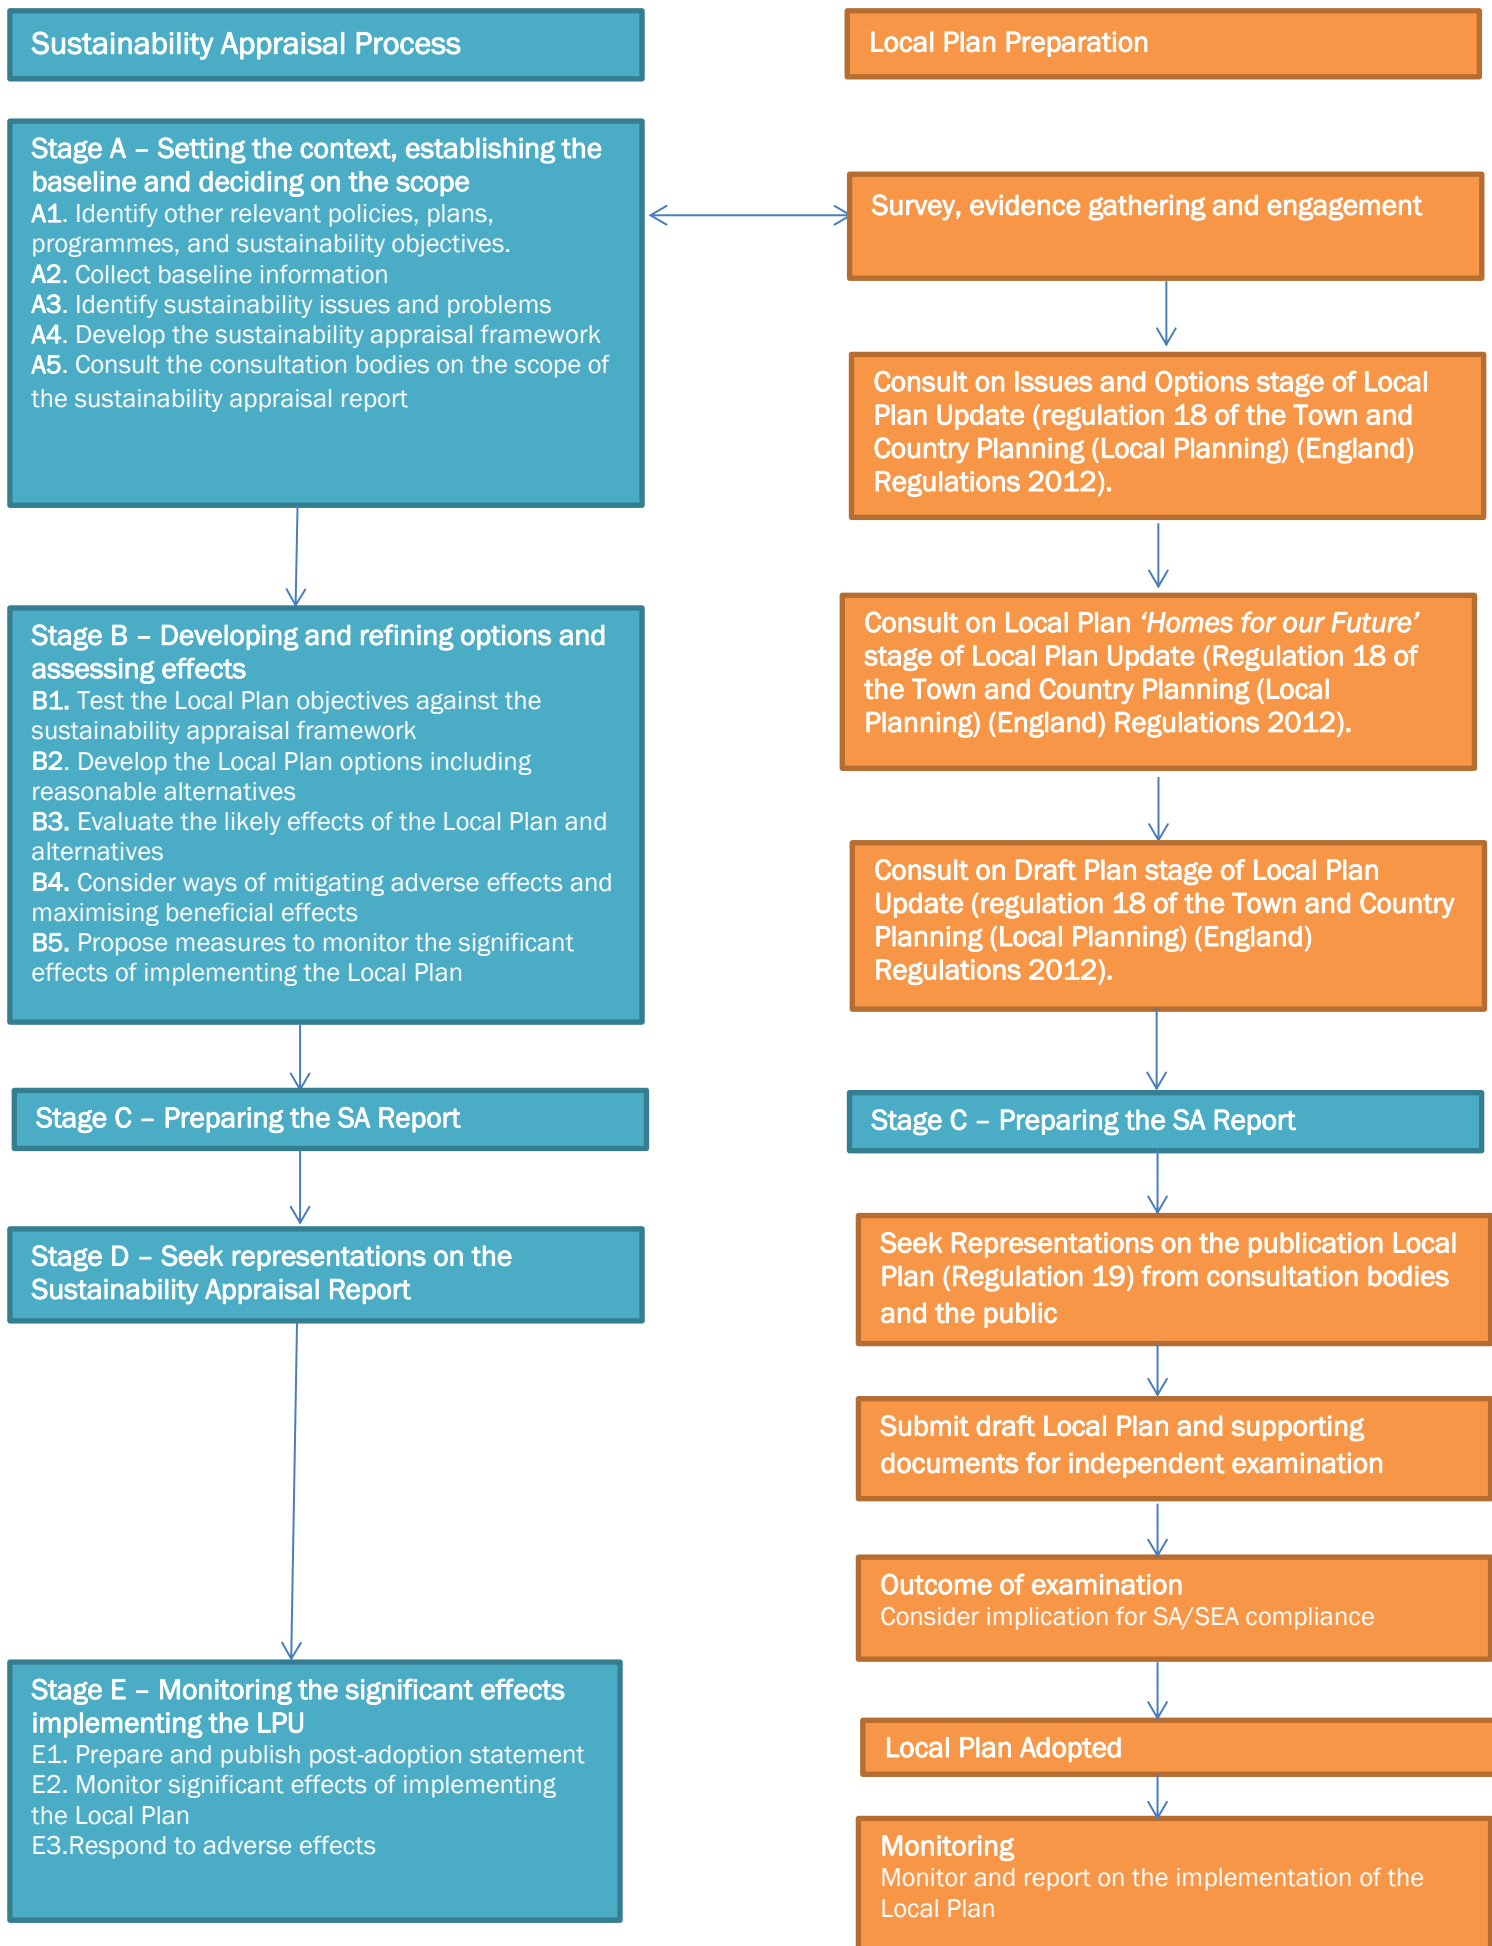 Sustainability Appraisal Process
Local Plan Preparation
Stage A – Setting the context, establishing the
baseline and deciding on the scope
A1. Identify other relevant policies, plans,
programmes, and sustainability objectives.
A2. Collect baseline information
A3. Identify sustainability issues and problems
A4. Develop the sustainability appraisal framework
A5. Consult the consultation bodies on the scope of
the sustainability appraisal report
Survey, evidence gathering and engagement
Consult on Issues and Options stage of Local
Plan Update (regulation 18 of the Town and
Country Planning (Local Planning) (England)
Regulations 2012).
Stage B – Developing and refining options and
assessing effects
B1. Test the Local Plan objectives against the
sustainability appraisal framework
B2. Develop the Local Plan options including
reasonable alternatives
B3. Evaluate the likely effects of the Local Plan and
alternatives
B4. Consider ways of mitigating adverse effects and
maximising beneficial effects
B5. Propose measures to monitor the significant
effects of implementing the Local Plan
Consult on Local Plan ‘Homes for our Future’
stage of Local Plan Update (Regulation 18 of
the Town and Country Planning (Local
Planning) (England) Regulations 2012).
Consult on Draft Plan stage of Local Plan
Update (regulation 18 of the Town and Country
Planning (Local Planning) (England)
Regulations 2012).
Stage C – Preparing the SA Report
Stage C – Preparing the SA Report
Stage D – Seek representations on the
Sustainability Appraisal Report
Seek Representations on the publication Local
Plan (Regulation 19) from consultation bodies
and the public
Submit draft Local Plan and supporting
documents for independent examination
Outcome of examination
Consider implication for SA/SEA compliance
Stage E – Monitoring the significant effects
implementing the LPU
E1. Prepare and publish post-adoption statement
E2. Monitor significant effects of implementing
the Local Plan
E3.Respond to adverse effects
Local Plan Adopted
Monitoring
Monitor and report on the implementation of the
Local Plan